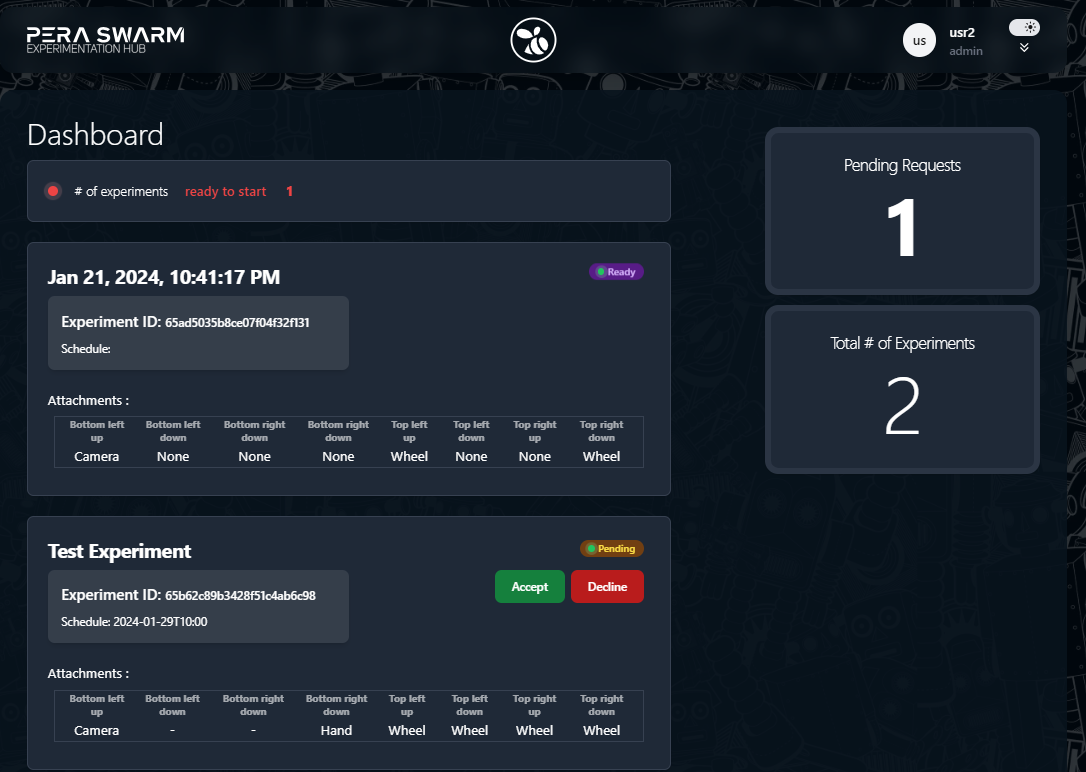 PERA SWARM
EXPERIMENTATION HUB
us
usr2
admin
Dashboard
# of experiments ready to start 1
Jan 21, 2024, 10:41:17 PM
Ready
Experiment ID: 65ad5035b8ce07f04f32f131
Schedule:
Attachments :
Bottom left up Bottom left down Bottom right down Bottom right down Top left up Top left down Top right up Top right down
Camera None None None Wheel None None Wheel
Test Experiment
Pending
Experiment ID: 65b62c89b3428f51c4ab6c98
Schedule: 2024-01-29T10:00
Accept Decline
Attachments :
Bottom left up Bottom left down Bottom right down Bottom right down Top left up Top left down Top right up Top right down
Camera - - Hand Wheel Wheel Wheel Wheel
Pending Requests
1
Total # of Experiments
2